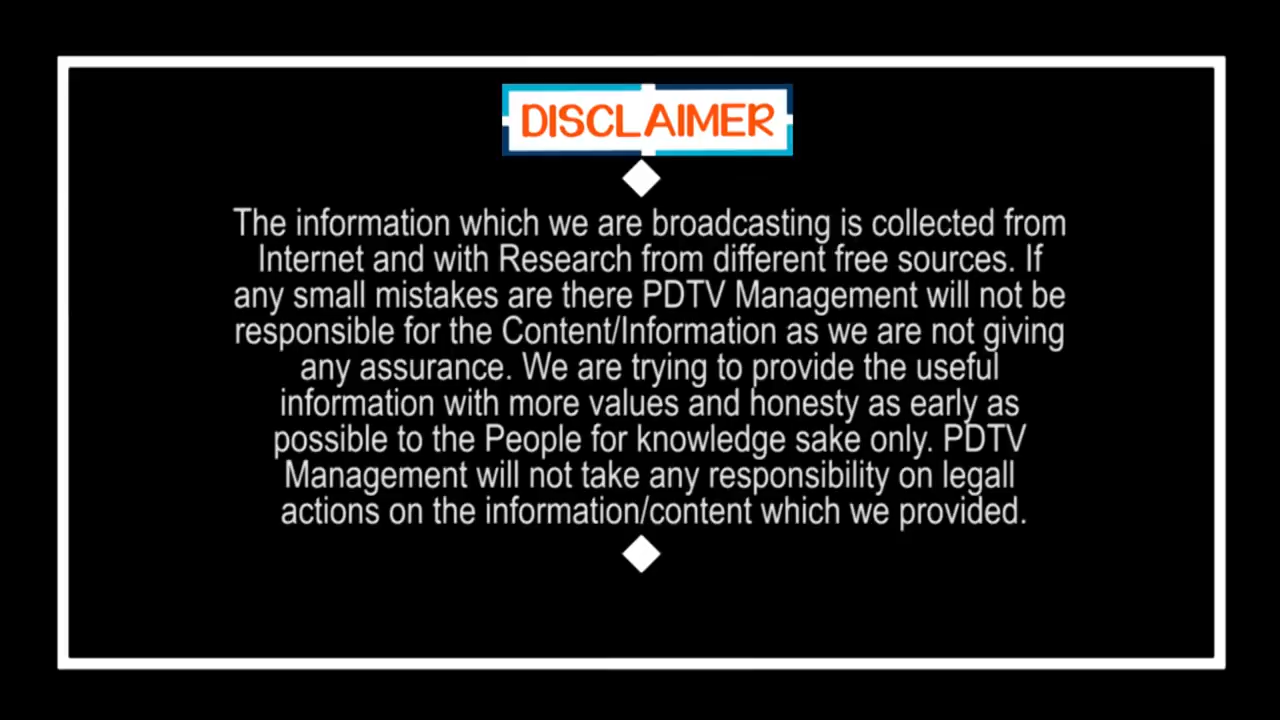 DISCLAIMER
The information which we are broadcasting is collected from
Internet and with Research from different free sources. If
any small mistakes are there PDTV Management will not be
responsible for the Content/Information as we are not giving
any assurance. We are trying to provide the useful
information with more values and honesty as early as
possible to the People for knowledge sake only. PDTV
Management will not take any responsibility on legall
actions on the information/content which we provided.